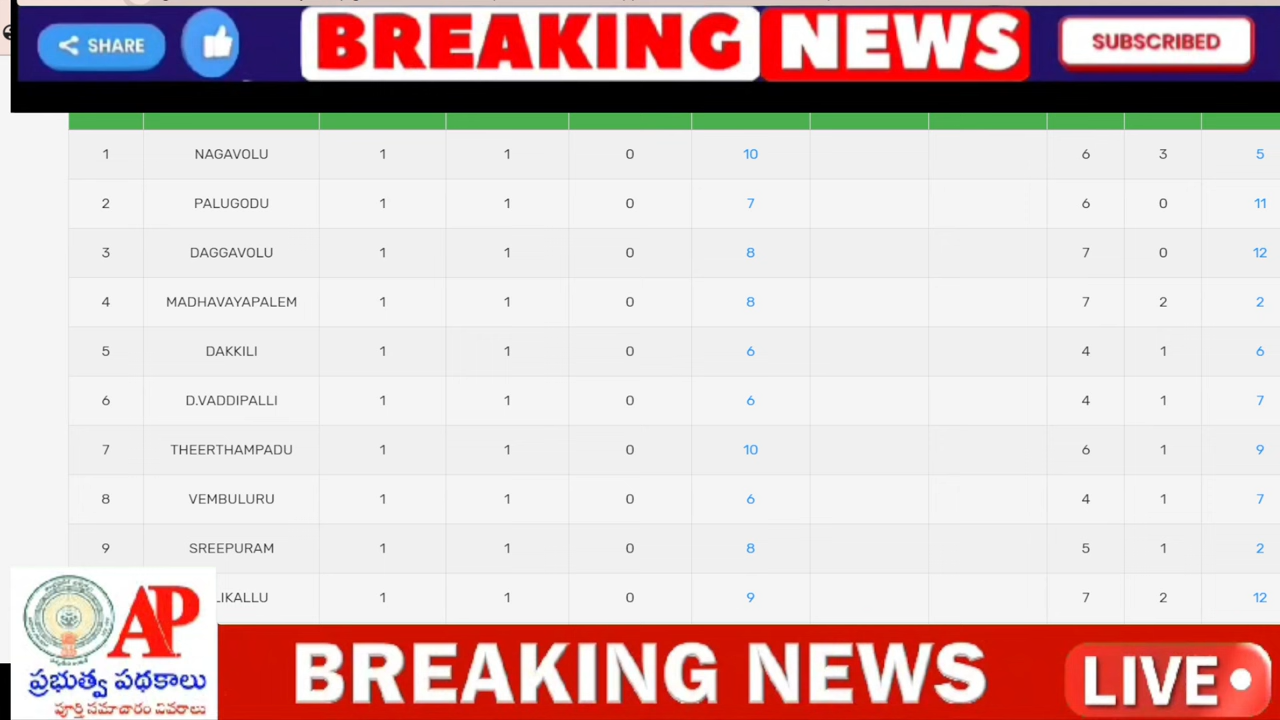 SHARE
BREAKING NEWS
SUBSCRIBED
1 NAGAVOLU 1 1 0 10 6 3 5
2 PALUGODU 1 1 0 7 6 0 11
3 DAGGAVOLU 1 1 0 8 7 0 12
4 MADHAVAYAPALEM 1 1 0 8 7 2 2
5 DAKKILI 1 1 0 6 4 1 6
6 D.VADDIPALLI 1 1 0 6 4 1 7
7 THEERTHAMPADU 1 1 0 10 6 1 9
8 VEMBULURU 1 1 0 6 4 1 7
9 SREEPURAM 1 1 0 8 5 1 2
LIKALLU 1 1 0 9 7 2 12
AP
ప్రభుత్వ పథకాలు
పూర్తి సమాచారం వివరాలు
BREAKING NEWS
LIVE